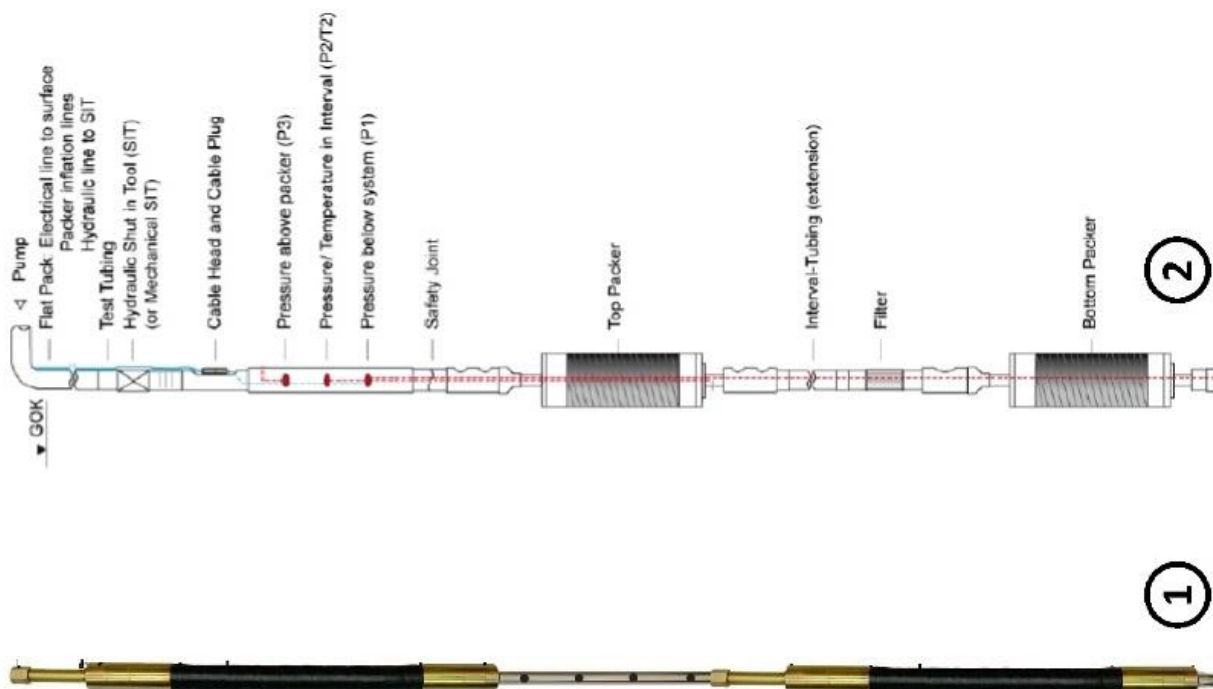 ◁ Pump
▼ GOK
Flat Pack: Electrical line to surface
Packer inflation lines
Hydraulic line to SIT
Test Tubing
Hydraulic Shut in Tool (SIT)
(or Mechanical SIT)
Cable Head and Cable Plug
Pressure above packer (P3)
Pressure/ Temperature in Interval (P2/T2)
Pressure below system (P1)
Safety Joint
Top Packer
Interval-Tubing (extension)
Filter
Bottom Packer
1
2